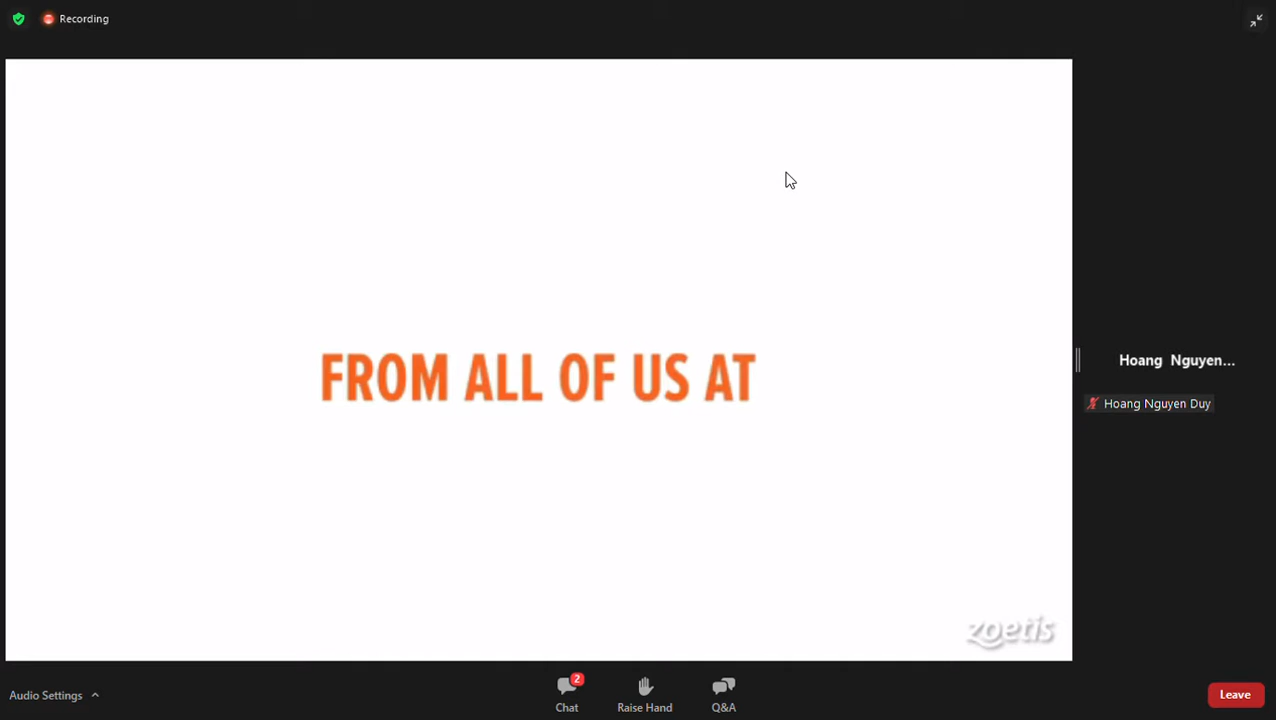 Recording
FROM ALL OF US AT
Hoang Nguyen...
Hoang Nguyen Duy
zoetis
Audio Settings
2
Chat
Raise Hand
Q&A
Leave